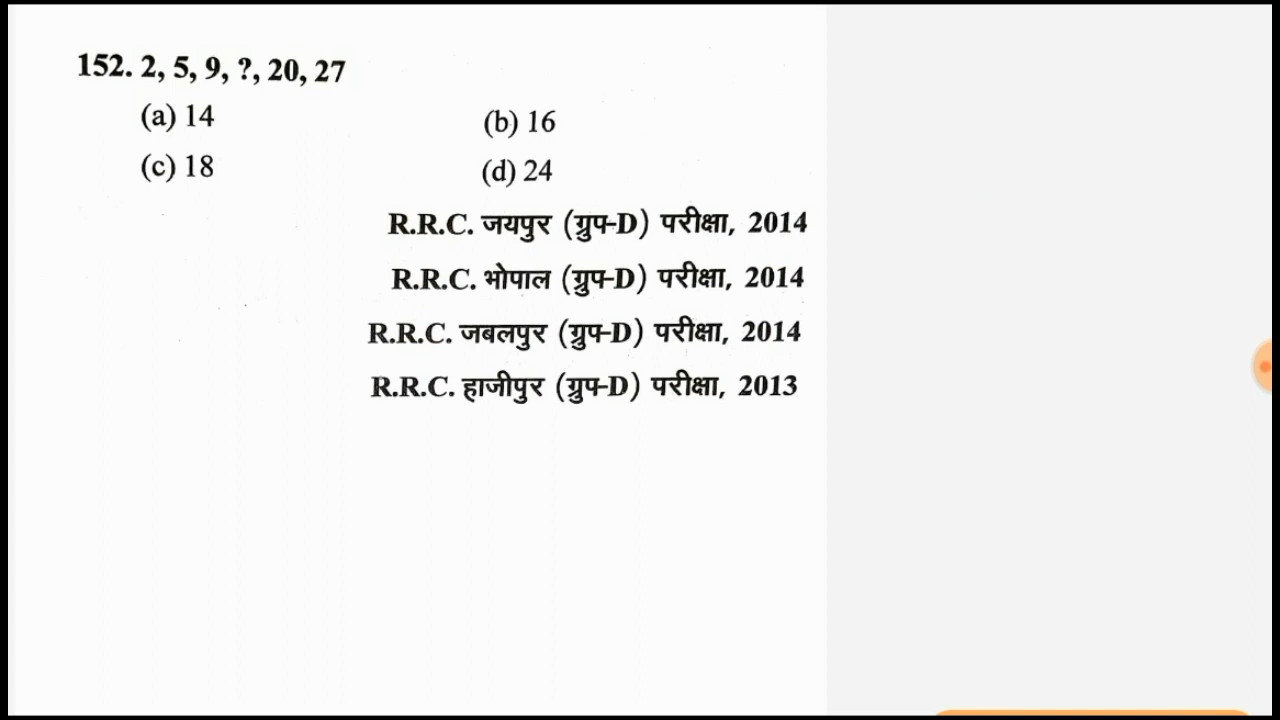 152. 2, 5, 9, ?, 20, 27
(a) 14 (b) 16
(c) 18 (d) 24
R.R.C. जयपुर (ग्रुप-D) परीक्षा, 2014
R.R.C. भोपाल (ग्रुप-D) परीक्षा, 2014
R.R.C. जबलपुर (ग्रुप-D) परीक्षा, 2014
R.R.C. हाजीपुर (ग्रुप-D) परीक्षा, 2013